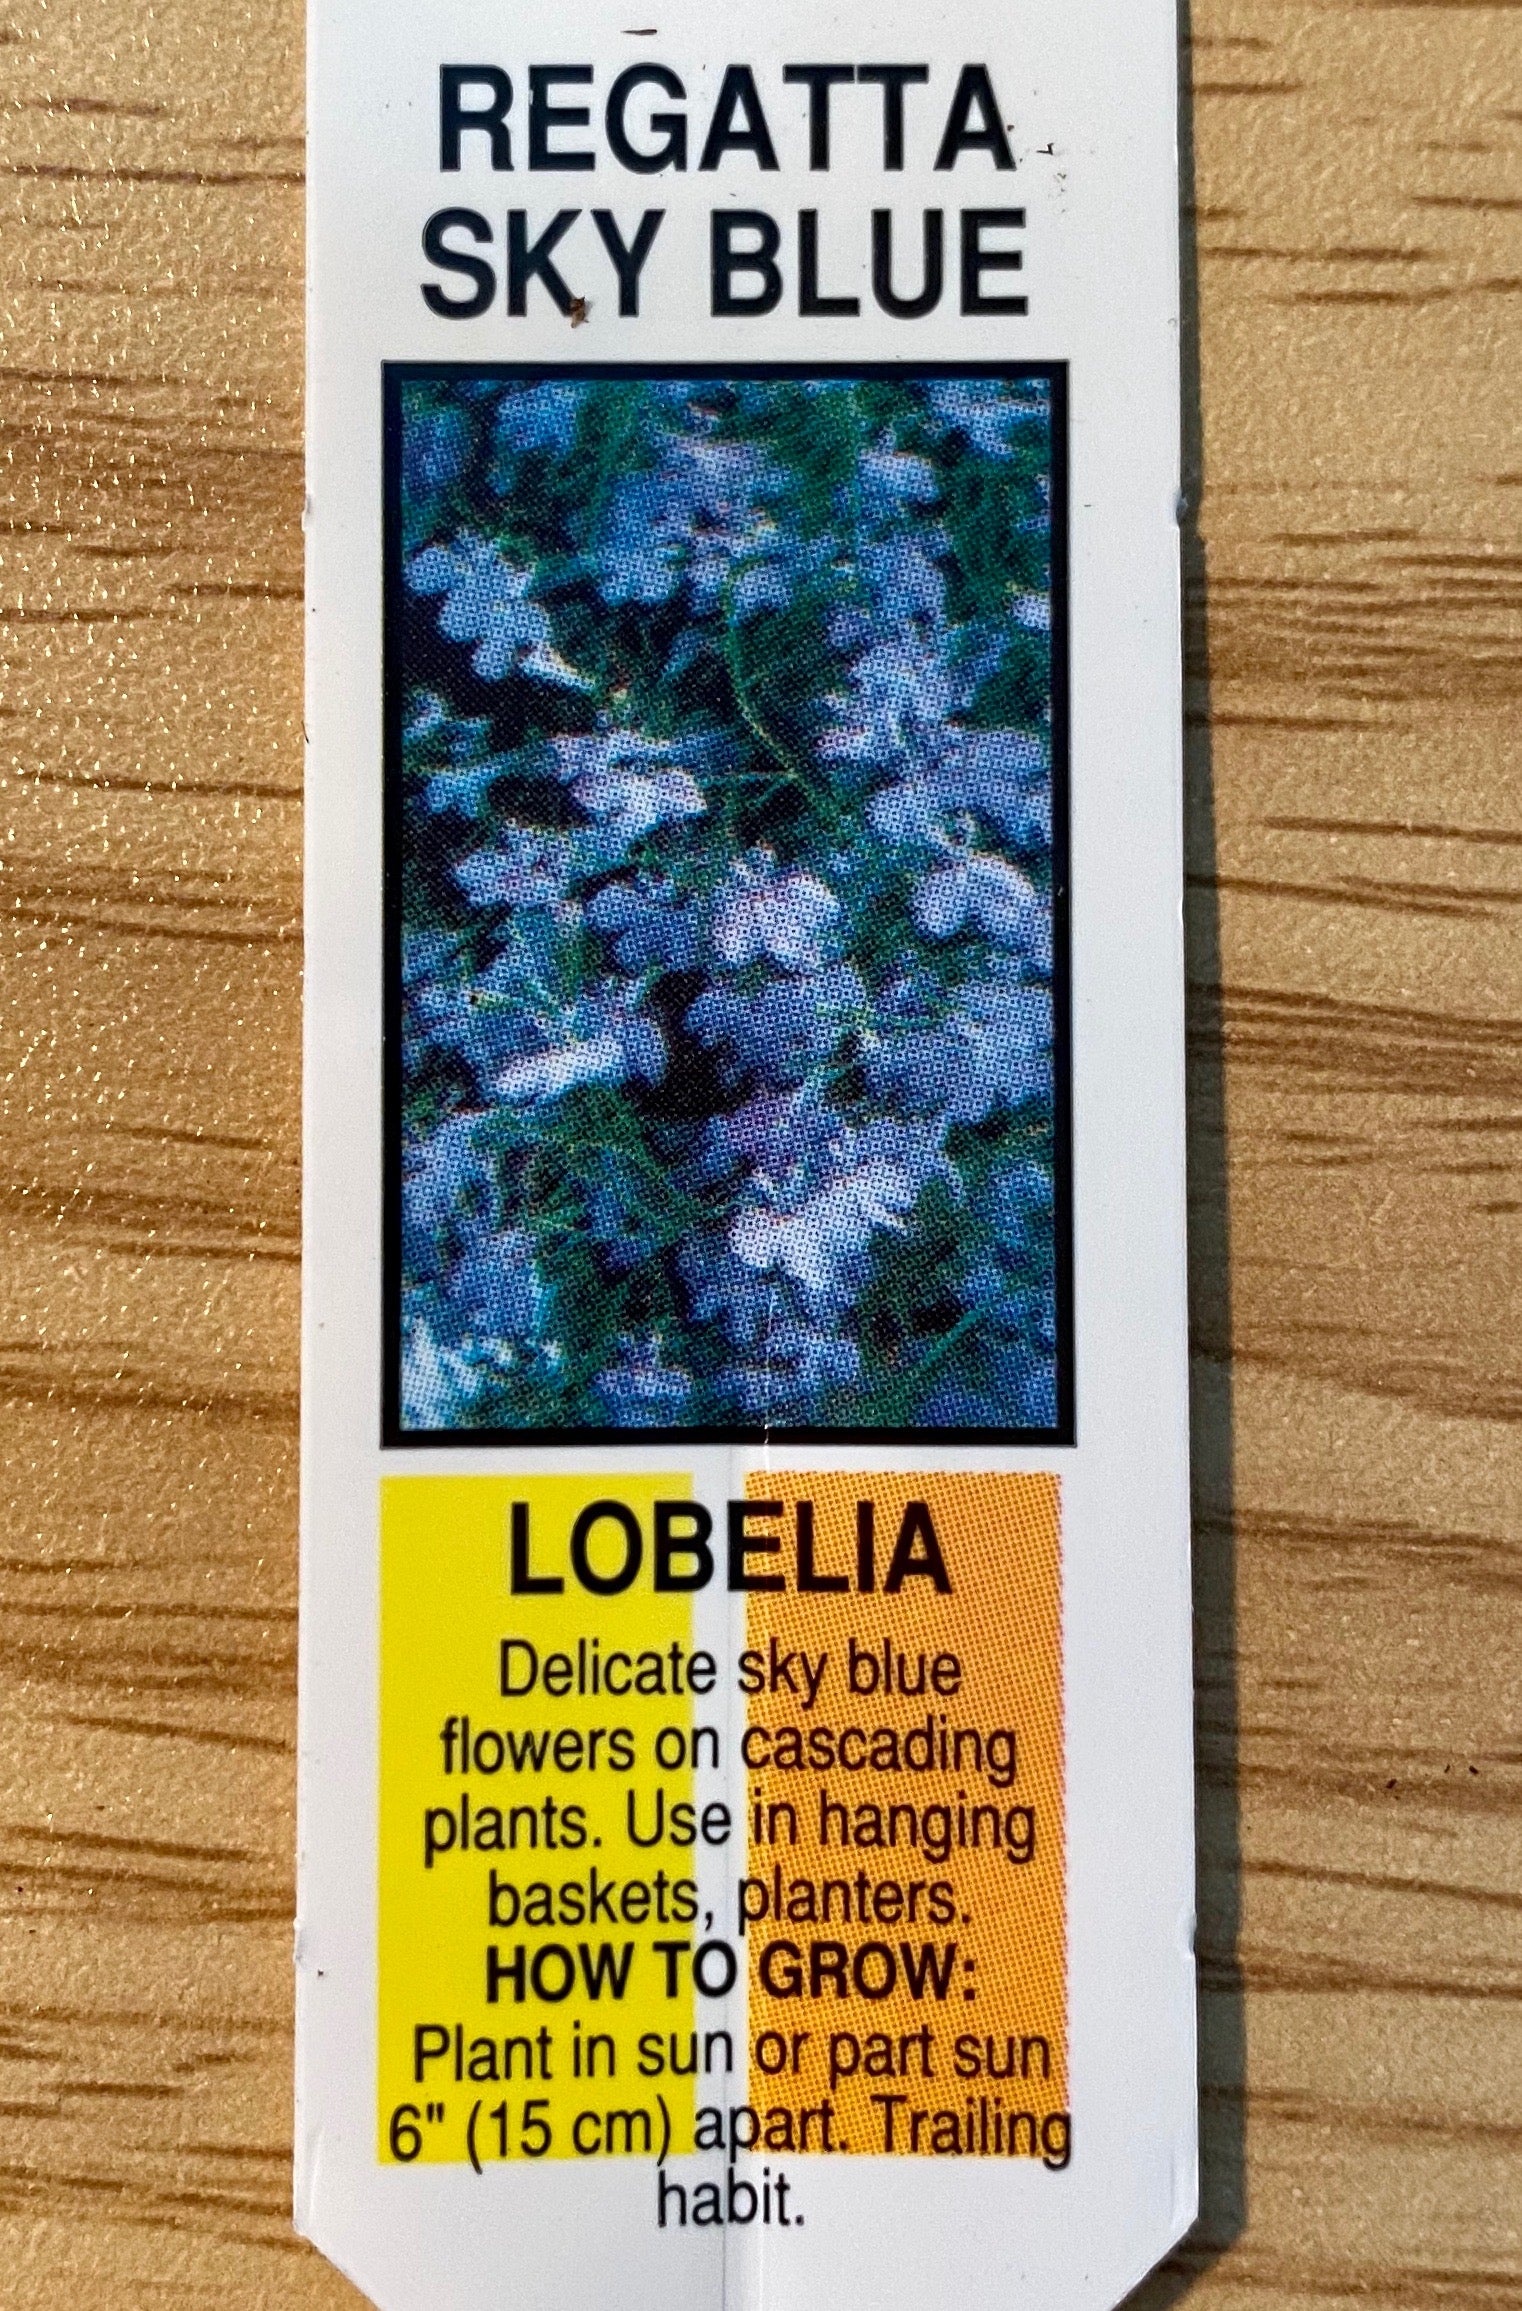 REGATTA
SKY BLUE
LOBELIA
Delicate sky blue
flowers on cascading
plants. Use in hanging
baskets, planters.
HOW TO GROW:
Plant in sun or part sun
6" (15 cm) apart. Trailing
habit.